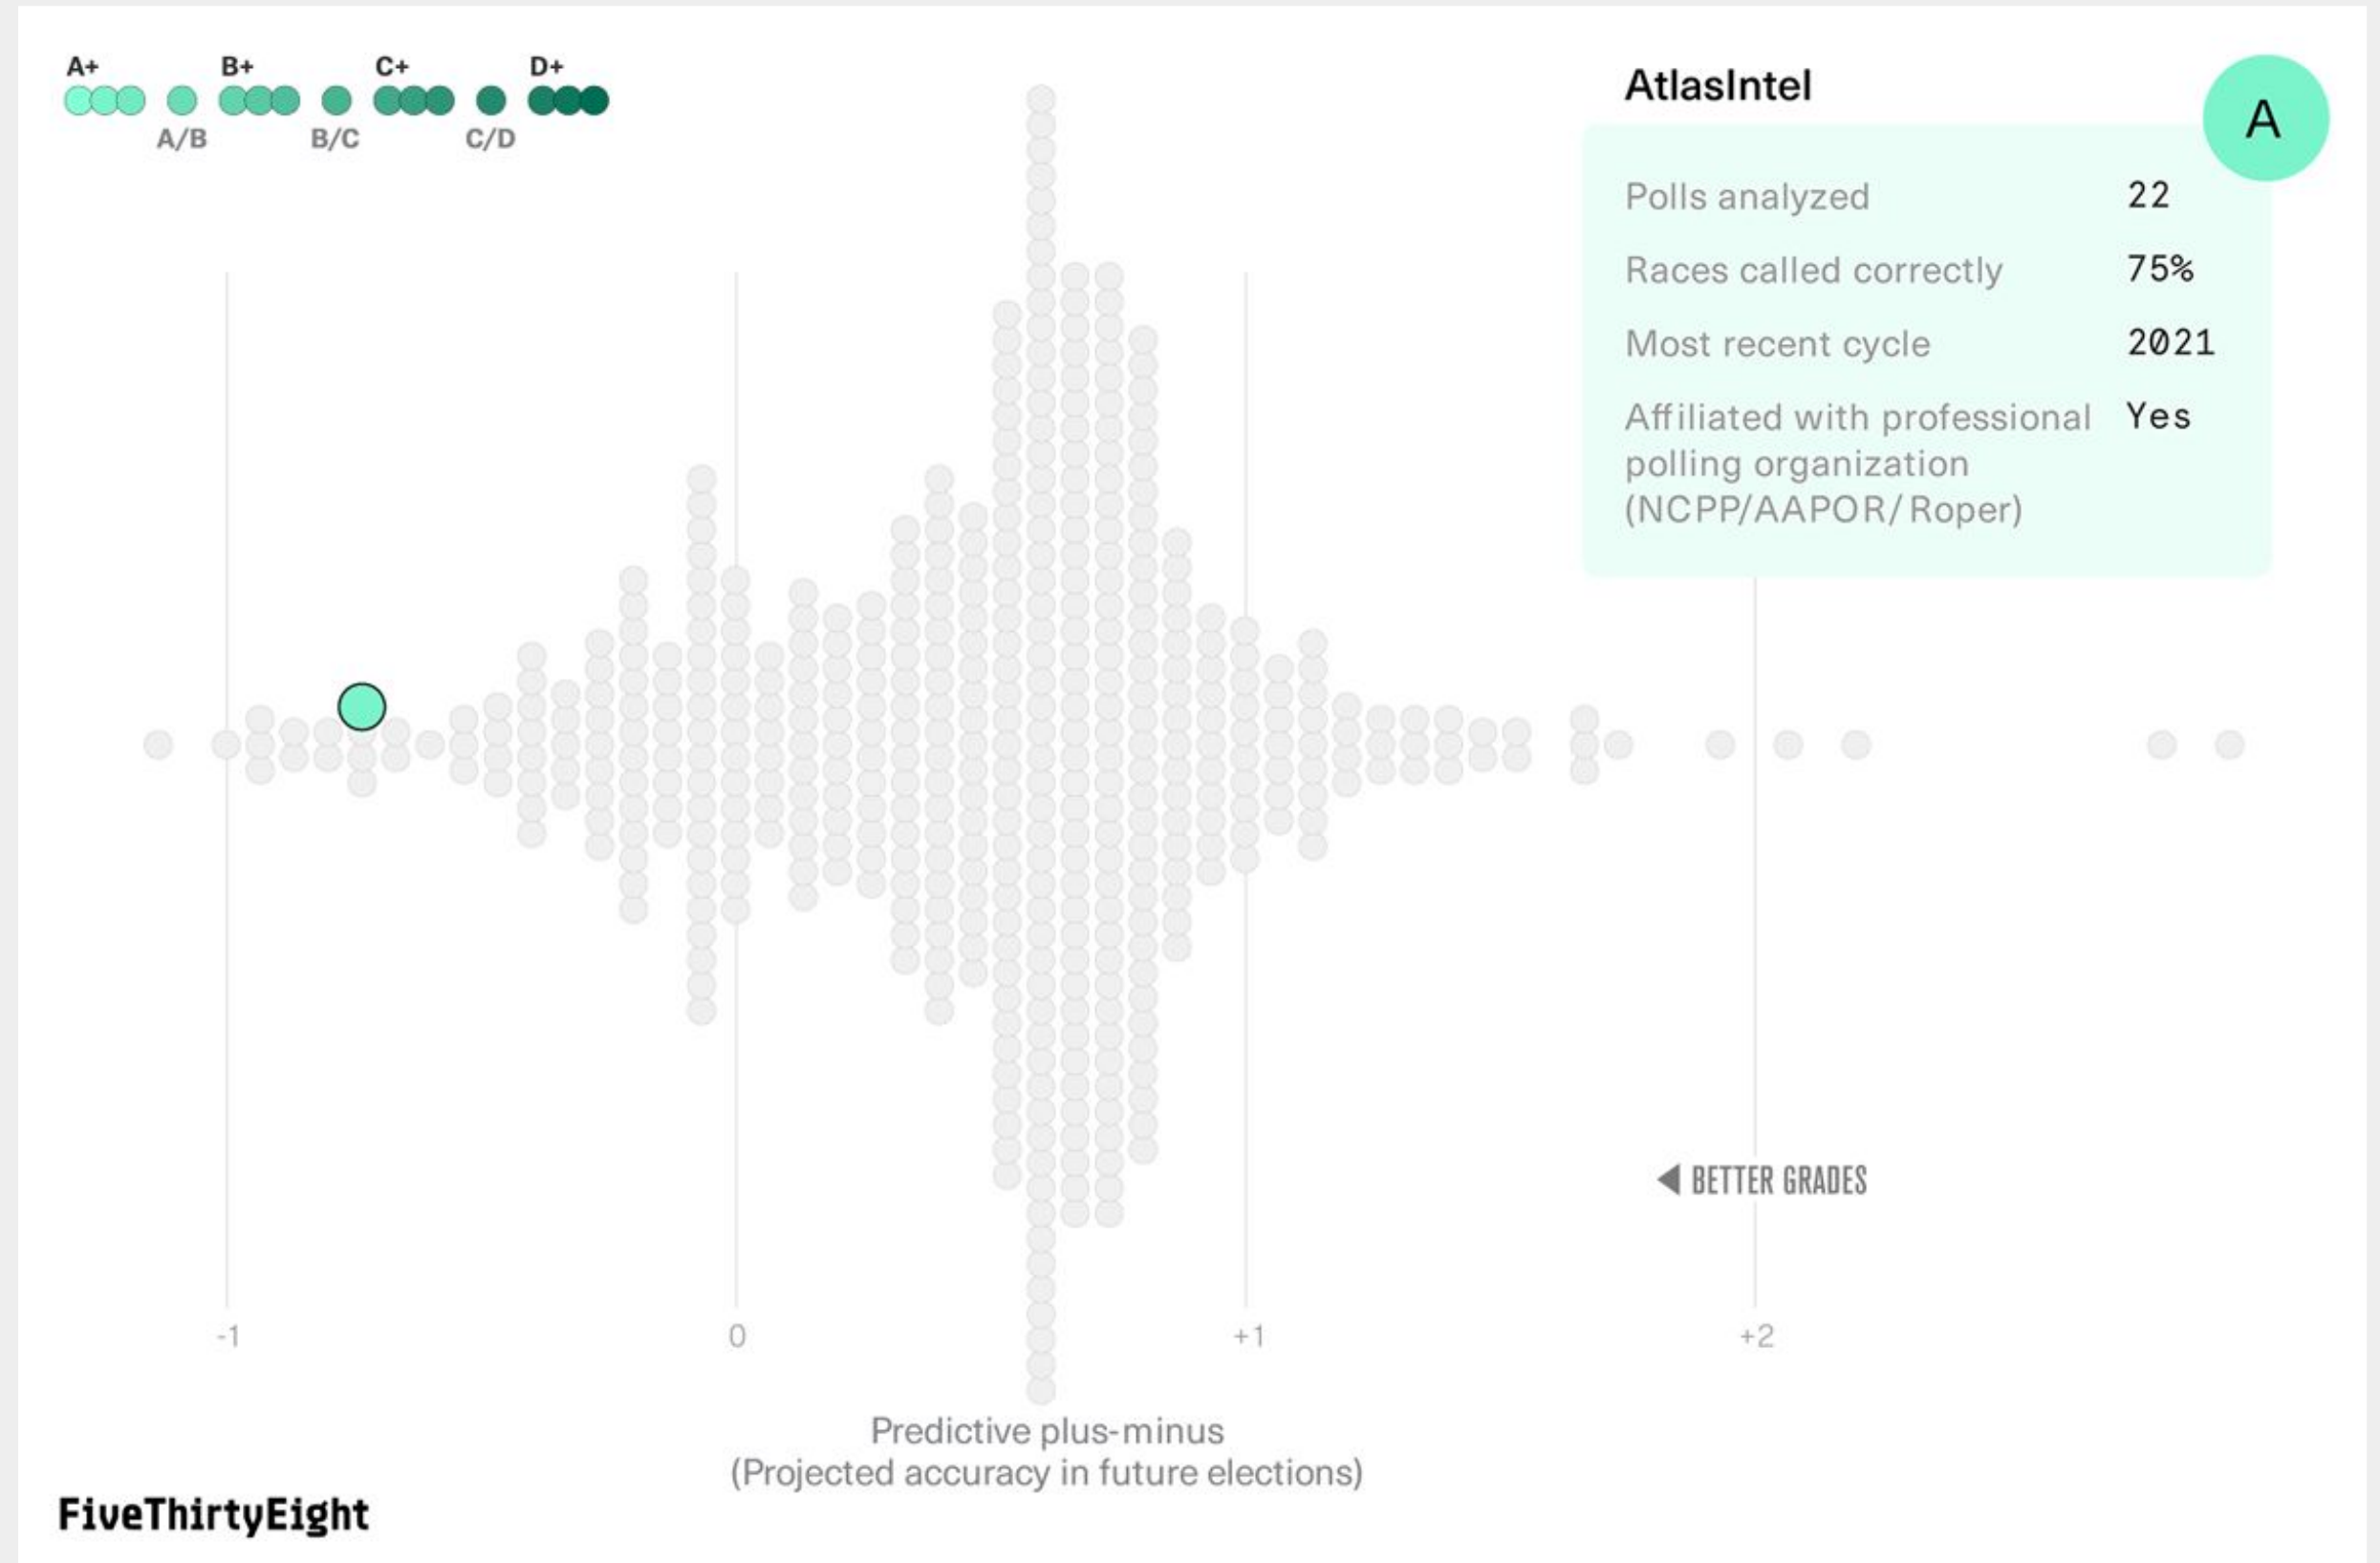 A+ B+ C+ D+
A/B B/C C/D
AtlasIntel
A
Polls analyzed 22
Races called correctly 75%
Most recent cycle 2021
Affiliated with professional Yes
polling organization
(NCPP/AAPOR/Roper)
BETTER GRADES
-1 0 +1 +2
Predictive plus-minus
(Projected accuracy in future elections)
FiveThirtyEight